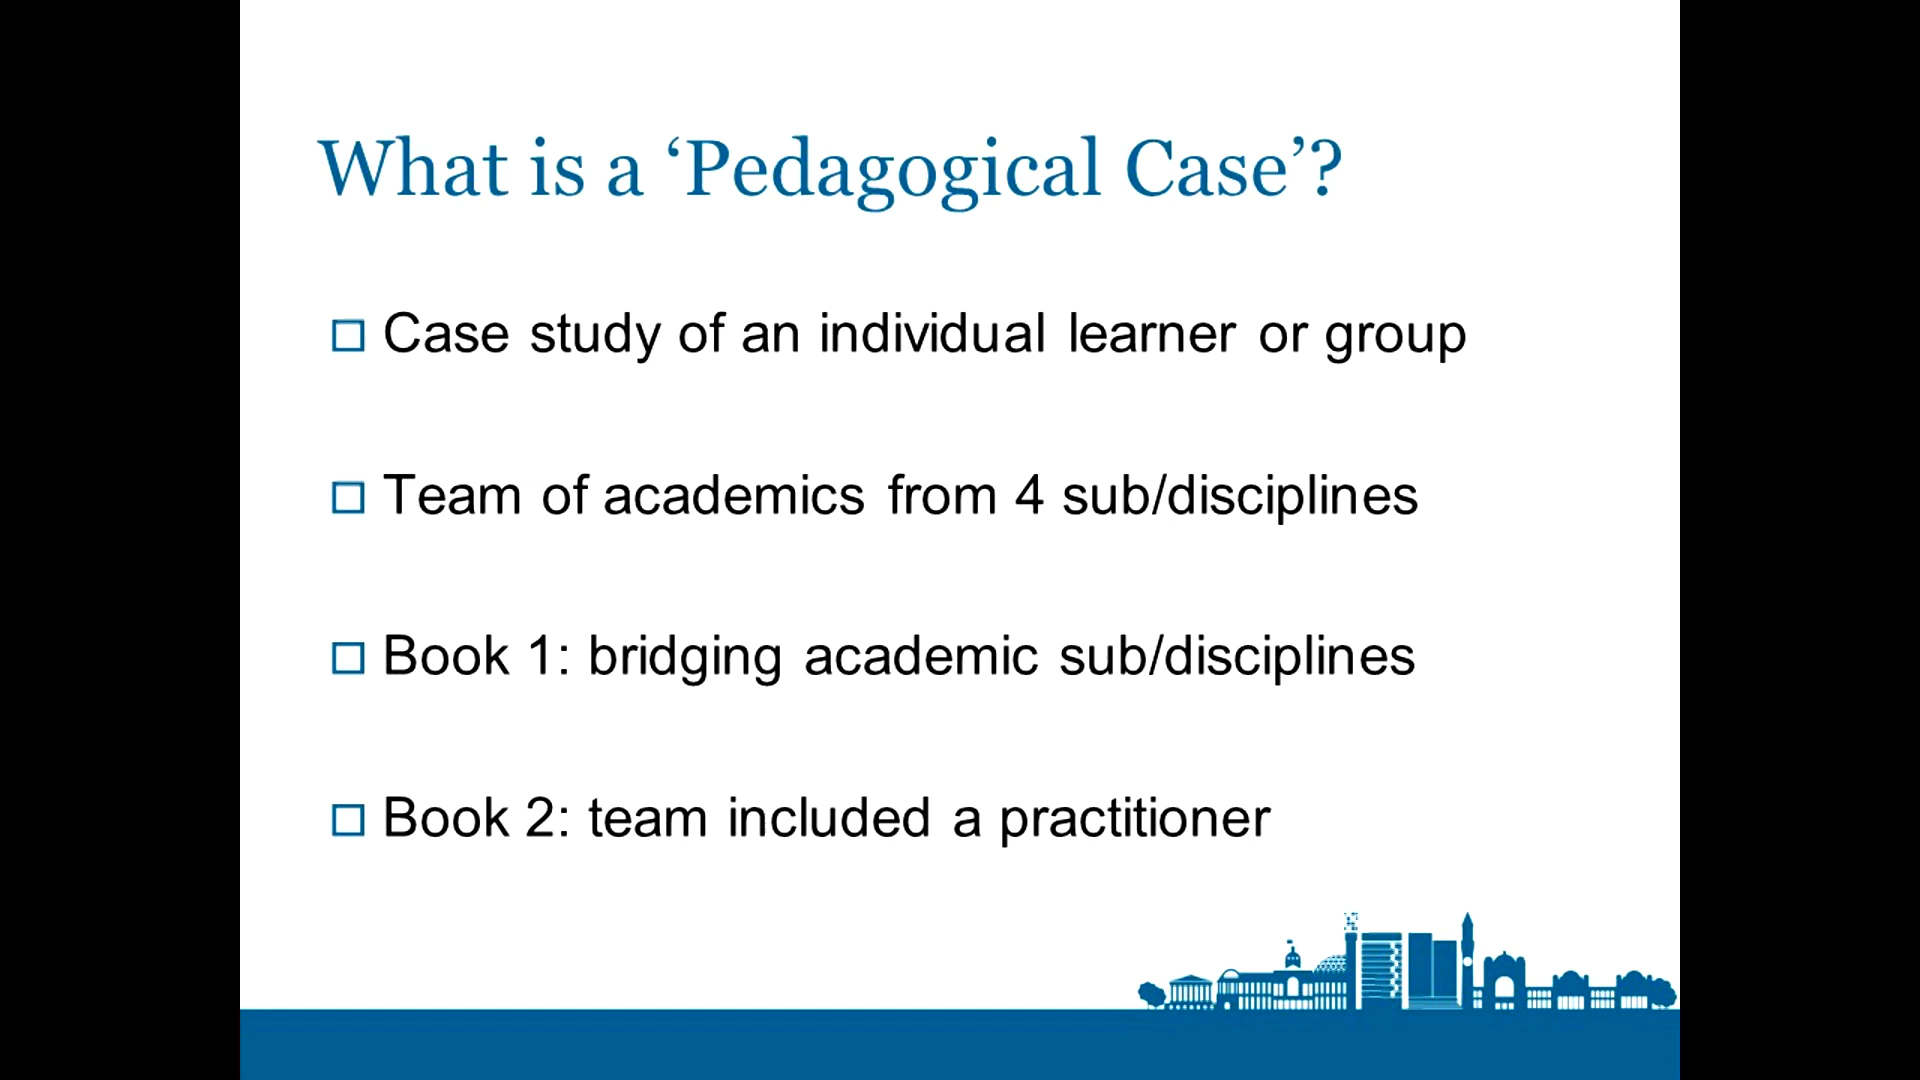 What is a ‘Pedagogical Case’?
Case study of an individual learner or group
Team of academics from 4 sub/disciplines
Book 1: bridging academic sub/disciplines
Book 2: team included a practitioner